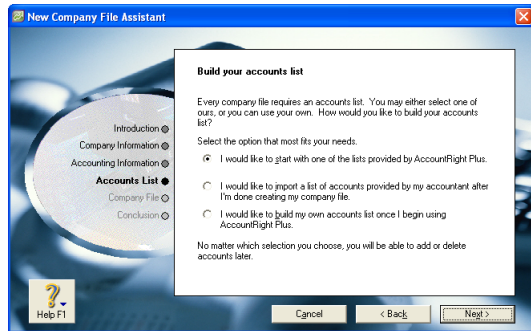 New Company File Assistant
Build your accounts list
Every company file requires an accounts list. You may either select one of
ours, or you can use your own. How would you like to build your accounts
list?
Select the option that most fits your needs.
I would like to start with one of the lists provided by AccountRight Plus.
I would like to import a list of accounts provided by my accountant after
I'm done creating my company file.
I would like to build my own accounts list once I begin using
AccountRight Plus.
No matter which selection you choose, you will be able to add or delete
accounts later.
Introduction
Company Information
Accounting Information
Accounts List
Company File
Conclusion
Help F1
Cancel
< Back
Next >